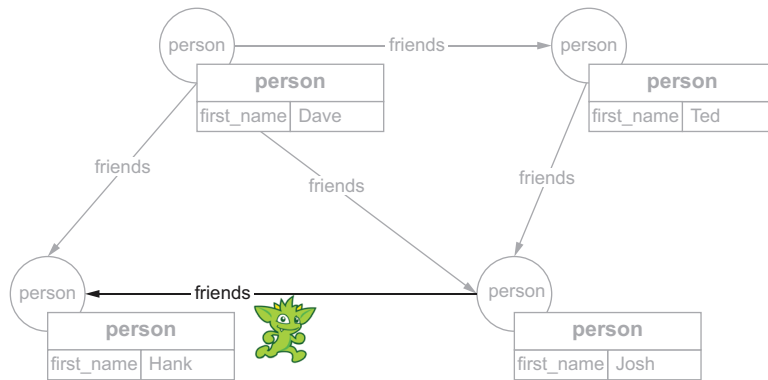 person
friends
person
person
first_name Dave
person
first_name Ted
friends
friends
friends
person
friends
person
person
first_name Hank
person
first_name Josh